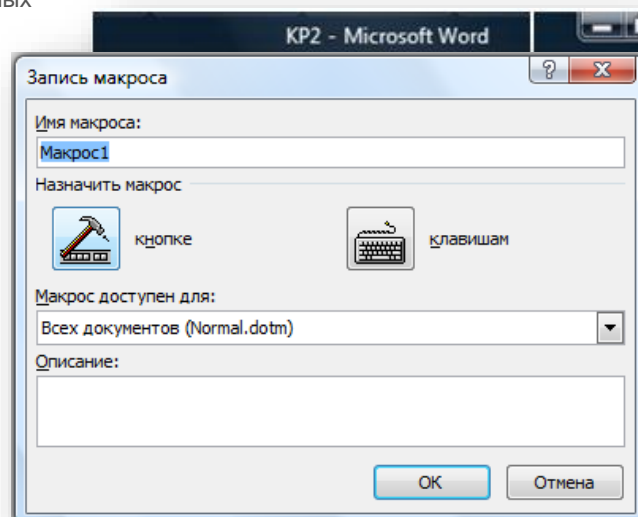 KP2 - Microsoft Word
Запись макроса
Имя макроса:
Макрос1
Назначить макрос
кнопке
клавишам
Макрос доступен для:
Всех документов (Normal.dotm)
Описание:
ОК
Отмена